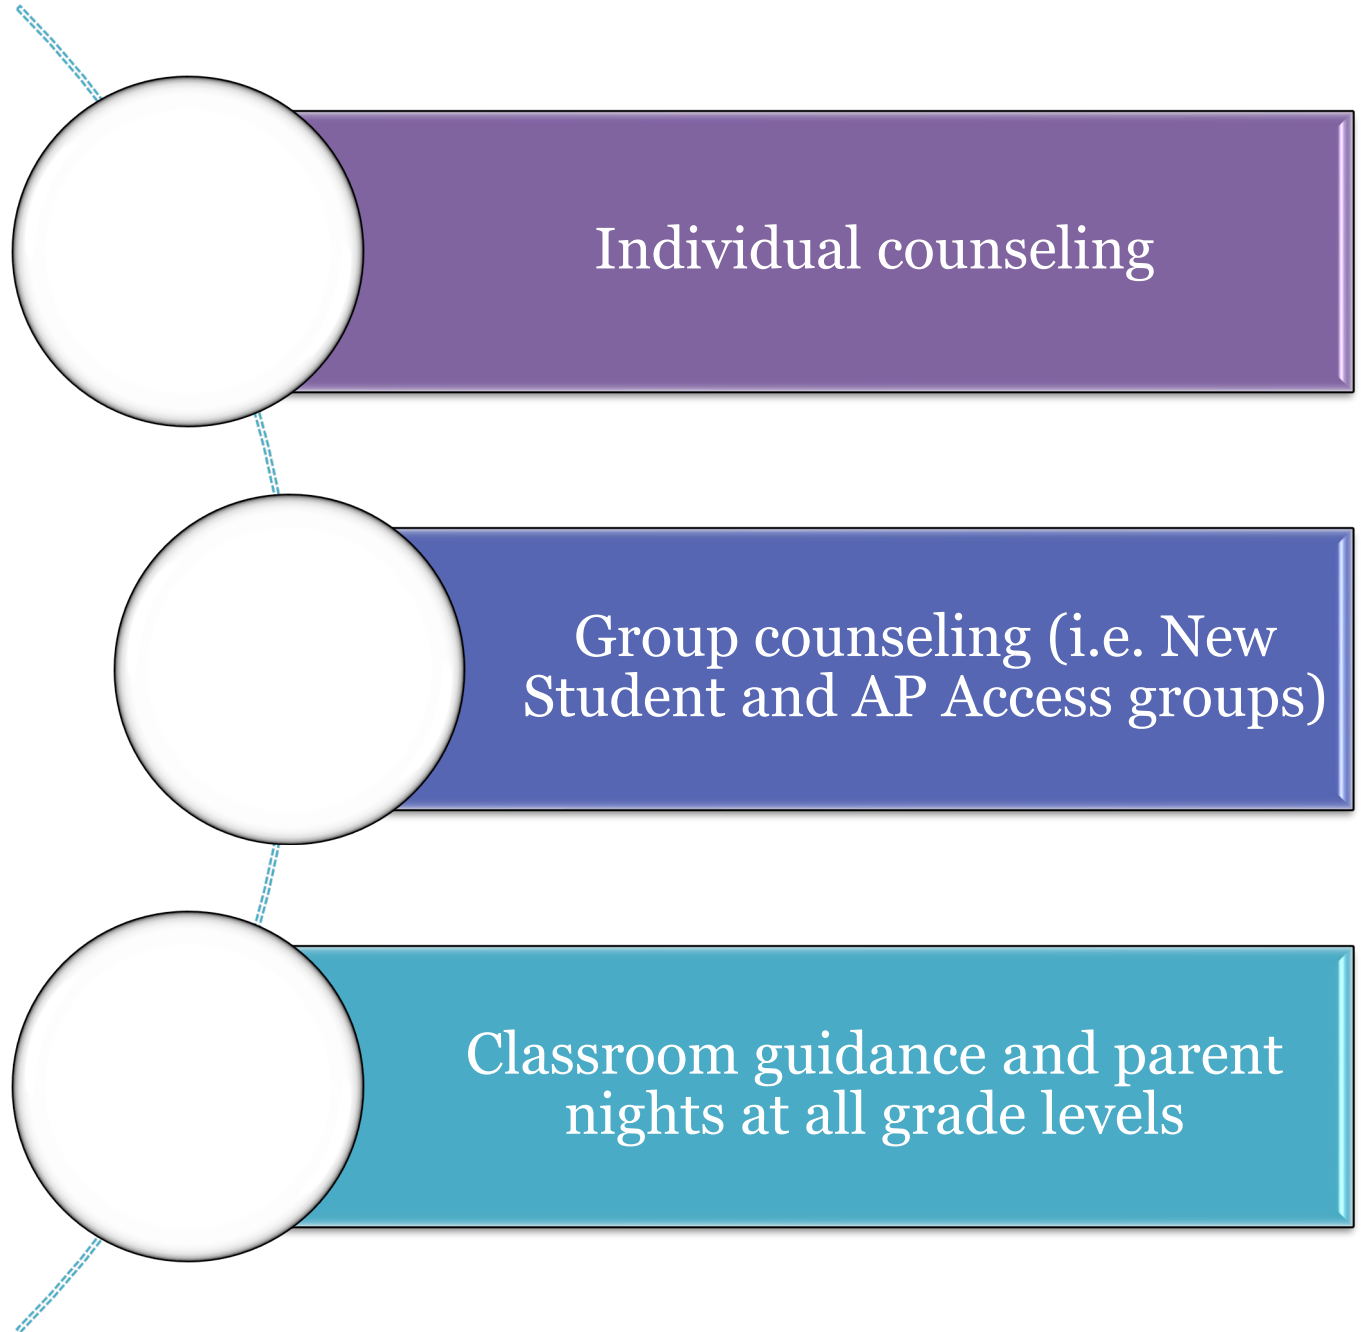 Individual counseling
Group counseling (i.e. New
Student and AP Access groups)
Classroom guidance and parent
nights at all grade levels